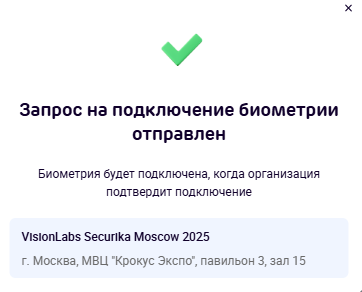 Запрос на подключение биометрии
отправлен
Биометрия будет подключена, когда организация
подтвердит подключение
VisionLabs Securika Moscow 2025
г. Москва, МВЦ "Крокус Экспо", павильон 3, зал 15